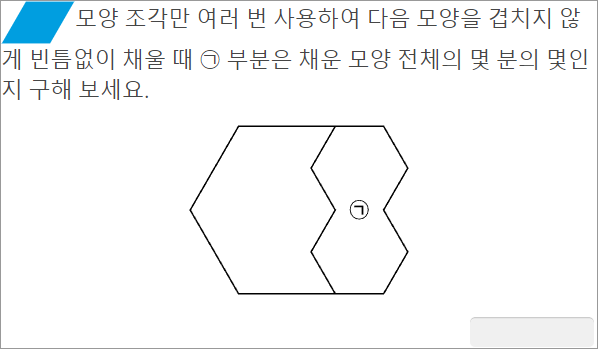 모양 조각만 여러 번 사용하여 다음 모양을 겹치지 않
게 빈틈없이 채울 때 ㉠ 부분은 채운 모양 전체의 몇 분의 몇인
지 구해 보세요.
㉠